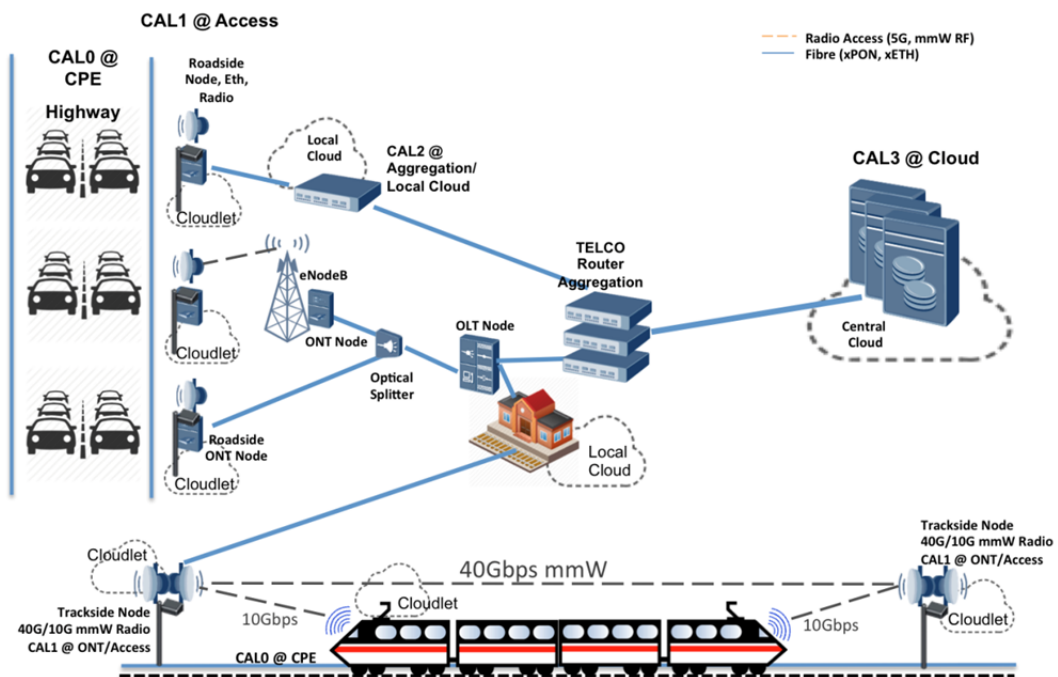 CAL1 @ Access
CAL0 @
CPE
Highway
Roadside
Node, Eth,
Radio
Radio Access (5G, mmW RF)
Fibre (xPON, xETH)
Local
Cloud
CAL2 @
Aggregation/
Local Cloud
CAL3 @ Cloud
Cloudlet
TELCO
Router
Aggregation
eNodeB
ONT Node
OLT Node
Cloudlet
Optical
Splitter
Central
Cloud
Roadside
ONT Node
Cloudlet
Local
Cloud
Cloudlet
Trackside Node
40G/10G mmW Radio
CAL1 @ ONT/Access
40Gbps mmW
Cloudlet
Cloudlet
Trackside Node
40G/10G mmW Radio
CAL1 @ ONT/Access
10Gbps
10Gbps
CAL0 @ CPE